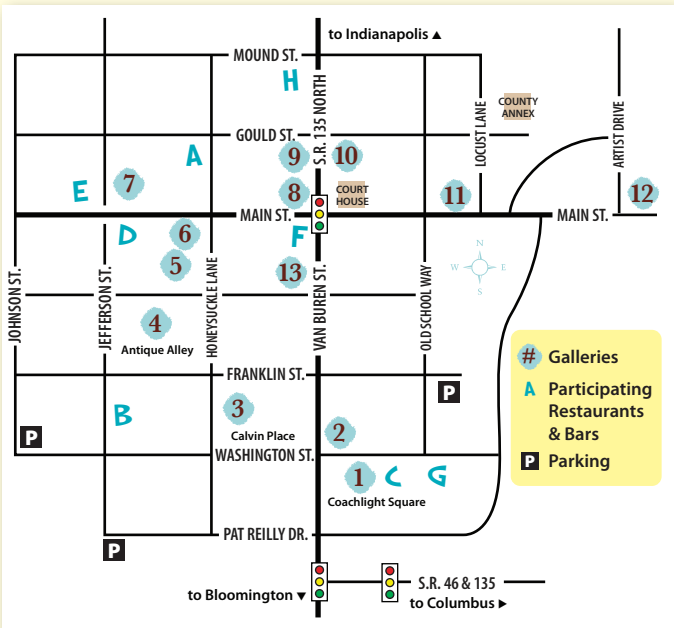 to Indianapolis ▲
MOUND ST.
H
S.R. 135 NORTH
LOCUST LANE
COUNTY
ANNEX
ARTIST DRIVE
GOULD ST.
A
9
10
E
7
8
COURT
HOUSE
11
12
MAIN ST.
MAIN ST.
D
6
F
5
13
N
W
E
S
JOHNSON ST.
JEFFERSON ST.
HONEYSUCKLE LANE
VAN BUREN ST.
OLD SCHOOL WAY
4
Antique Alley
FRANKLIN ST.
P
B
3
Calvin Place
2
P
WASHINGTON ST.
1
C
G
Coachlight Square
PAT REILLY DR.
P
# Galleries
A Participating
Restaurants
& Bars
P Parking
S.R. 46 & 135
to Bloomington ▼
to Columbus ▶